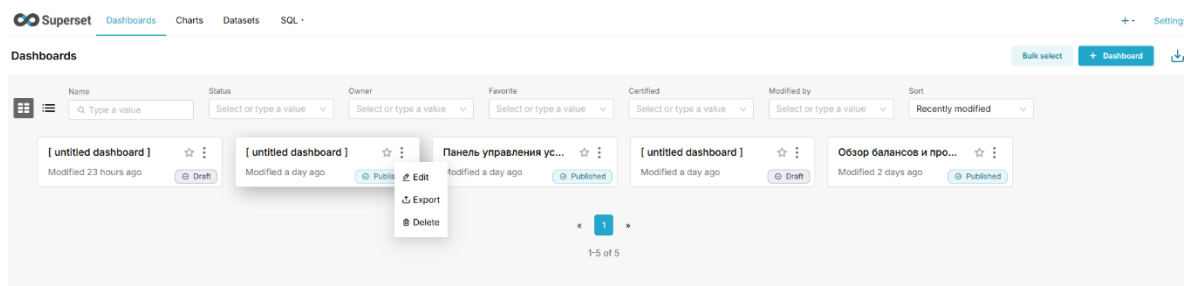 Superset Dashboards Charts Datasets SQL
Settings
Dashboards
Bulk select + Dashboard
Name Status Owner Favorite Certified Modified by Sort
Type a value Select or type a value Select or type a value Select or type a value Select or type a value Select or type a value Recently modified
[ untitled dashboard ] [ untitled dashboard ] Панель управления ус... [ untitled dashboard ] Обзор балансов и про...
Modified 23 hours ago Draft Modified a day ago Modified a day ago Published Modified a day ago Draft Modified 2 days ago Published
Edit
Export
Delete
« 1 »
1-5 of 5